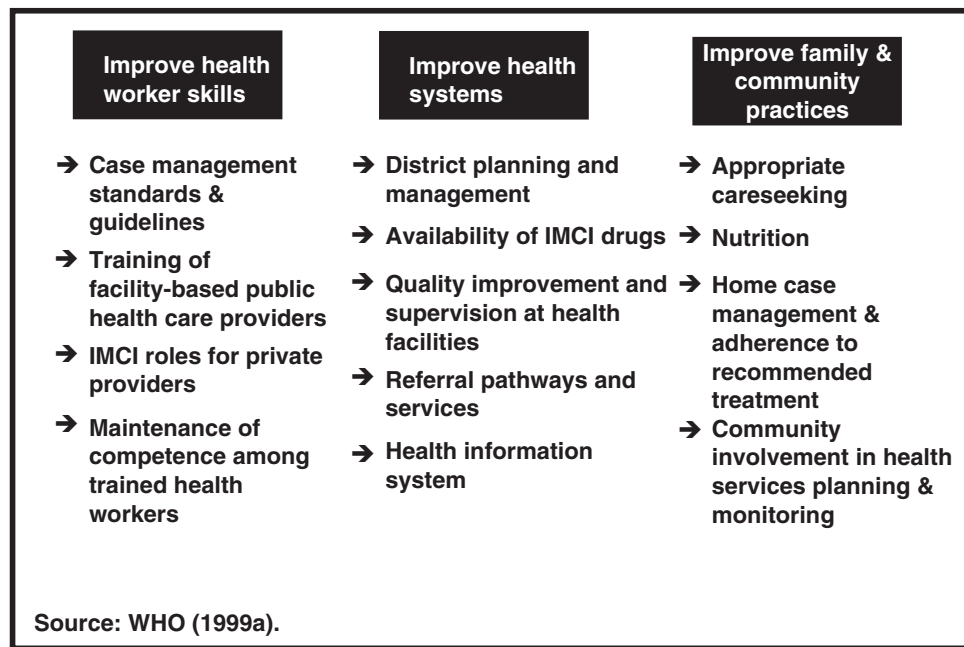 Improve health
worker skills
➔ Case management
standards &
guidelines
➔ Training of
facility-based public
health care providers
➔ IMCI roles for private
providers
➔ Maintenance of
competence among
trained health
workers
Improve health
systems
➔ District planning and
management
➔ Availability of IMCI drugs
➔ Quality improvement and
supervision at health
facilities
➔ Referral pathways and
services
➔ Health information
system
Improve family &
community
practices
➔ Appropriate
careseeking
➔ Nutrition
➔ Home case
management &
adherence to
recommended
treatment
➔ Community
involvement in health
services planning &
monitoring
Source: WHO (1999a).